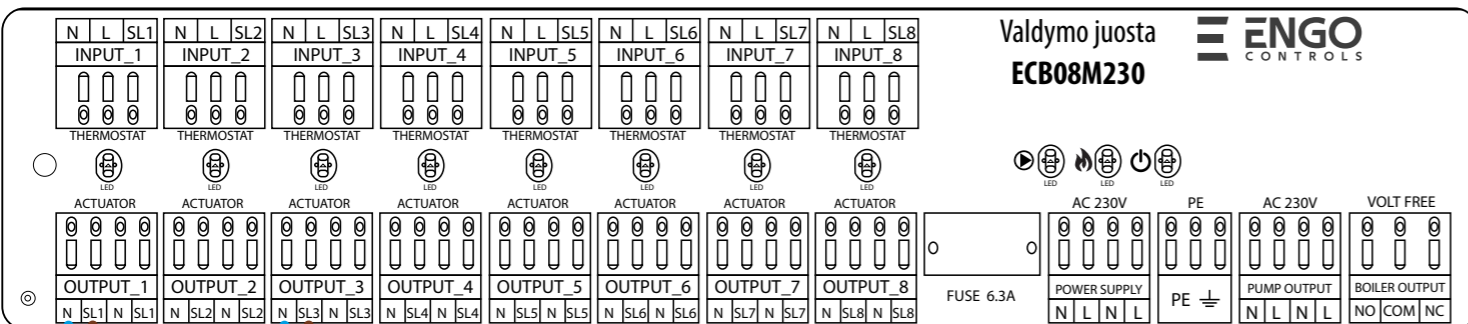 N L SL1 N L SL2 N L SL3 N L SL4 N L SL5 N L SL6 N L SL7 N L SL8
INPUT_1 INPUT_2 INPUT_3 INPUT_4 INPUT_5 INPUT_6 INPUT_7 INPUT_8
THERMOSTAT THERMOSTAT THERMOSTAT THERMOSTAT THERMOSTAT THERMOSTAT THERMOSTAT THERMOSTAT
Valdymo juosta
ECB08M230
ENGO
CONTROLS
LED LED LED LED LED LED LED LED LED LED LED
ACTUATOR ACTUATOR ACTUATOR ACTUATOR ACTUATOR ACTUATOR ACTUATOR ACTUATOR AC 230V PE AC 230V VOLT FREE
OUTPUT_1 OUTPUT_2 OUTPUT_3 OUTPUT_4 OUTPUT_5 OUTPUT_6 OUTPUT_7 OUTPUT_8 FUSE 6.3A POWER SUPPLY PE PUMP OUTPUT BOILER OUTPUT
N SL1 N SL1 N SL2 N SL2 N SL3 N SL3 N SL4 N SL4 N SL5 N SL5 N SL6 N SL6 N SL7 N SL7 N SL8 N SL8 N L N L N L N L NO COM NC